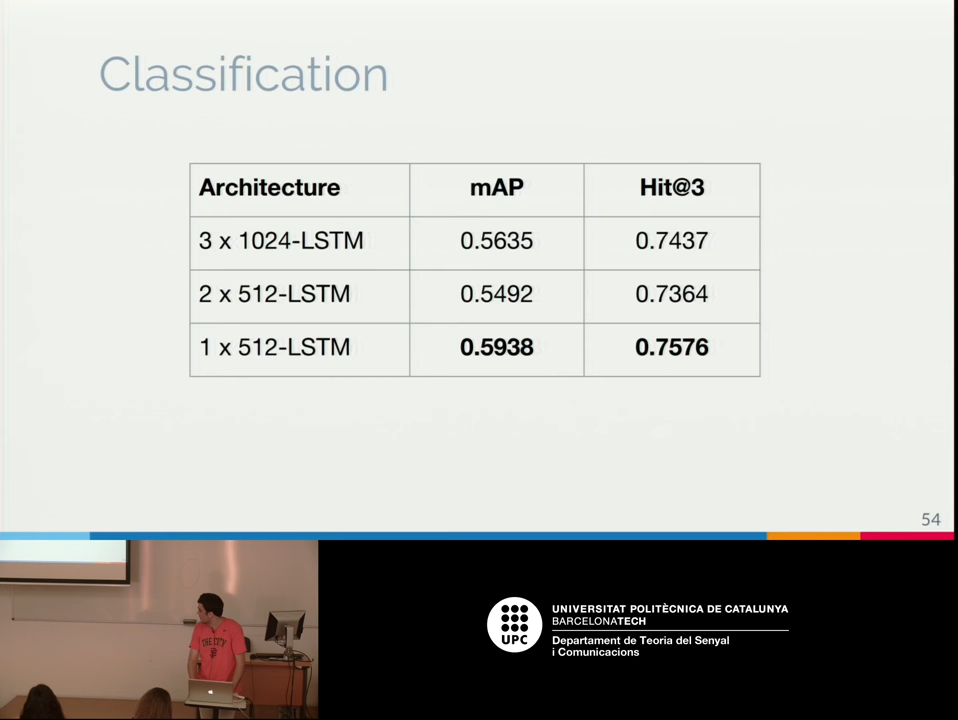 Classification
Architecture mAP Hit@3
3 x 1024-LSTM 0.5635 0.7437
2 x 512-LSTM 0.5492 0.7364
1 x 512-LSTM 0.5938 0.7576
54
THE CITY
UPC
UNIVERSITAT POLITÈCNICA DE CATALUNYA
BARCELONATECH
Departament de Teoria del Senyal
i Comunicacions